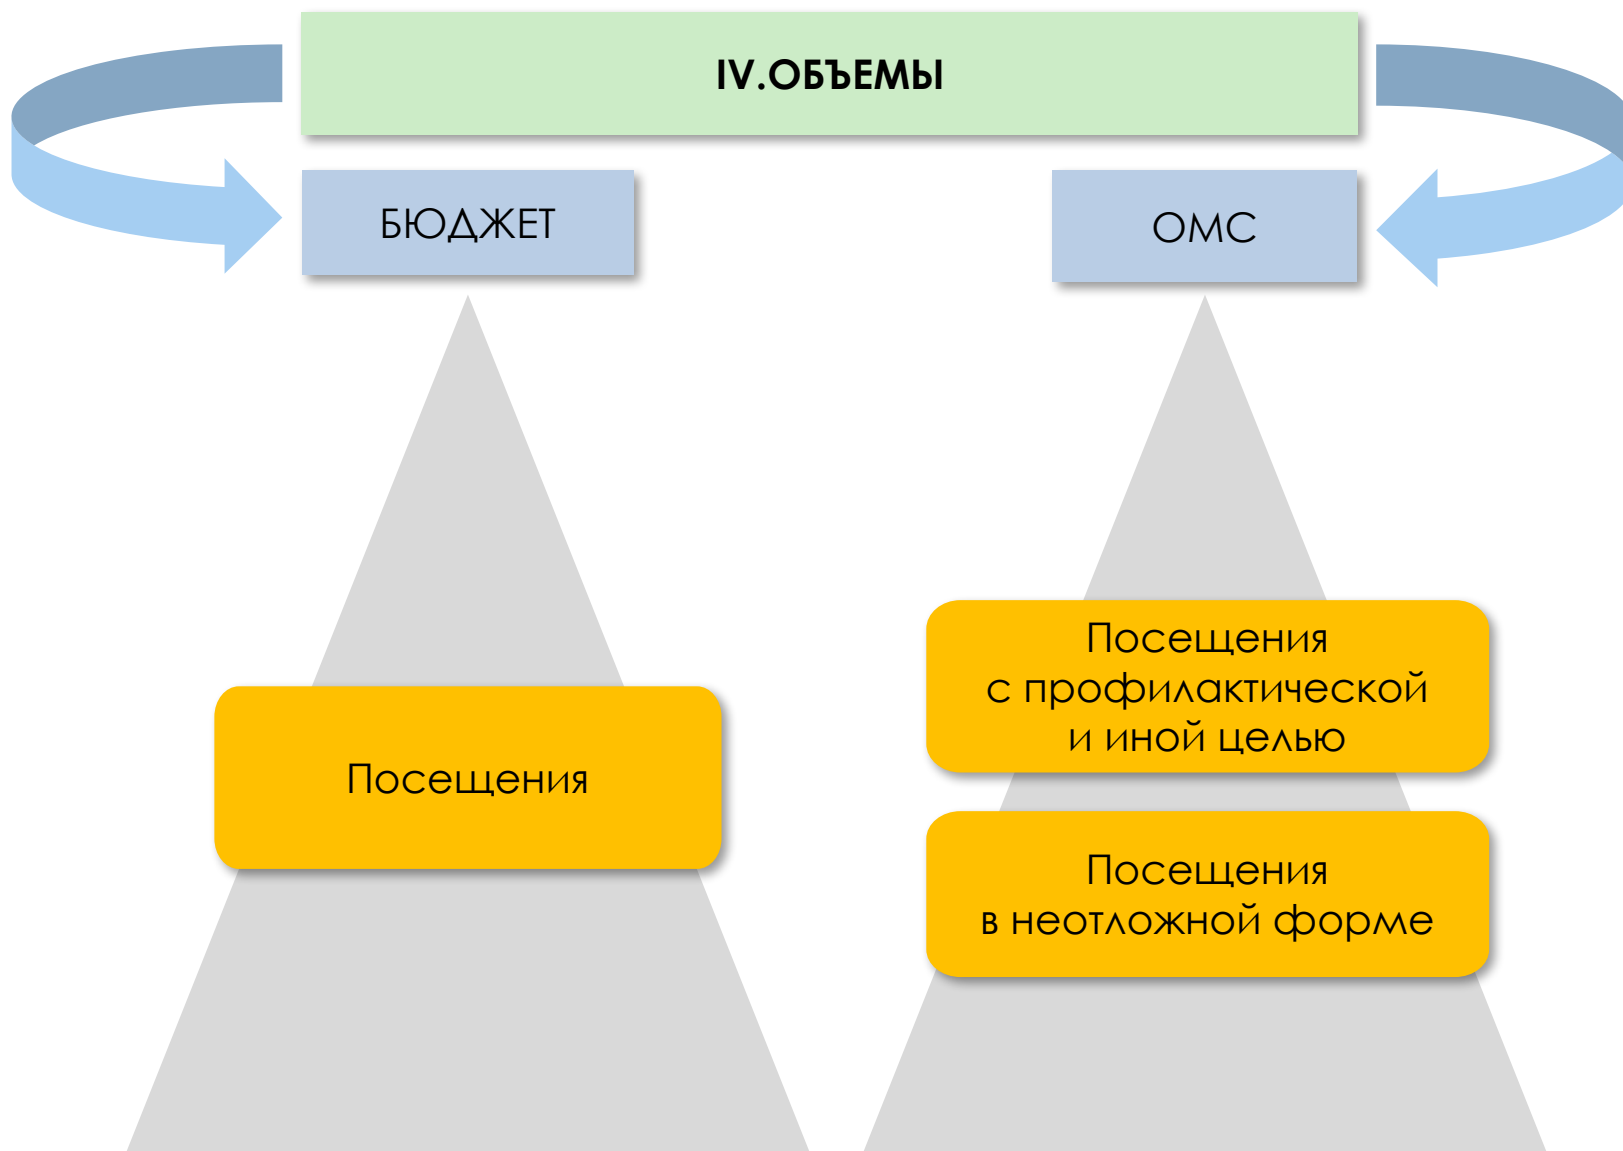 IV.ОБЪЕМЫ
БЮДЖЕТ
ОМС
Посещения
Посещения
с профилактической
и иной целью
Посещения
в неотложной форме